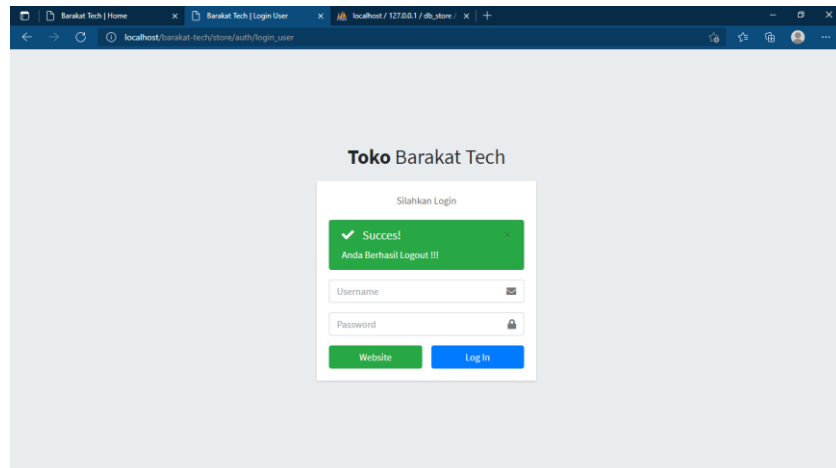 Barakat Tech | Home
Barakat Tech | Login User
localhost / 127.0.0.1 / db_store /
localhost/barakat-tech/store/auth/login_user
Toko Barakat Tech
Silahkan Login
Succes!
Anda Berhasil Logout !!!
Username
Password
Website Log In